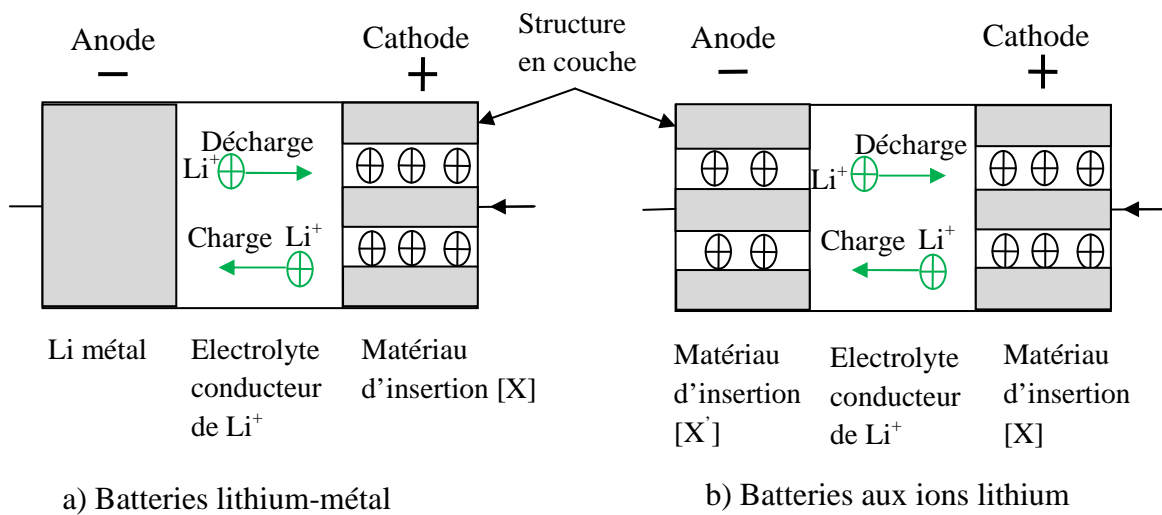 Anode
−
Cathode
+
Structure
en couche
Anode
−
Cathode
+
Décharge
Li+
Charge Li+
Décharge
Li+
Charge Li+
Li métal
Electrolyte
conducteur
de Li+
Matériau
d'insertion [X]
Matériau
d'insertion
[X']
Electrolyte
conducteur
de Li+
Matériau
d'insertion
[X]
a) Batteries lithium-métal
b) Batteries aux ions lithium